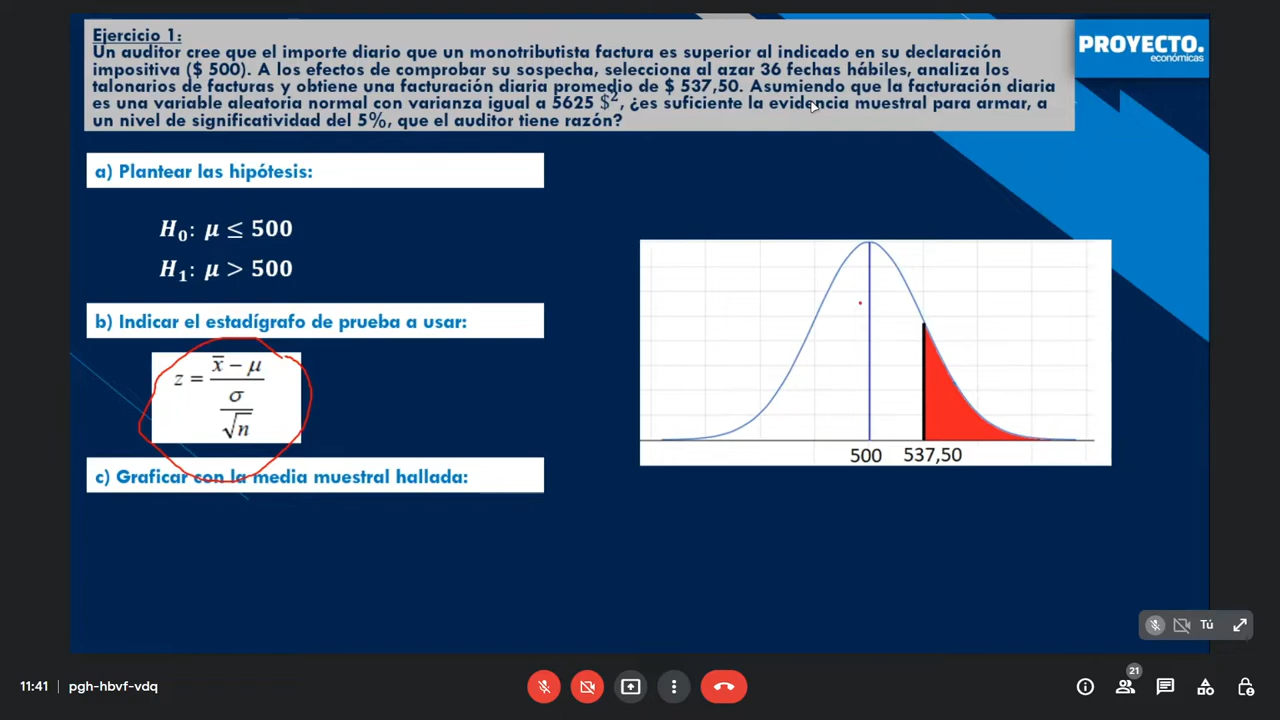 Ejercicio 1:
Un auditor cree que el importe diario que un monotributista factura es superior al indicado en su declaración
impositiva ($ 500). A los efectos de comprobar su sospecha, selecciona al azar 36 fechas hábiles, analiza los
talonarios de facturas y obtiene una facturación diaria promedio de $ 537,50. Asumiendo que la facturación diaria
es una variable aleatoria normal con varianza igual a 5625 $², ¿es suficiente la evidencia muestral para armar, a
un nivel de significatividad del 5%, que el auditor tiene razón?
PROYECTO.
económicas
a) Plantear las hipótesis:
H₀: μ ≤ 500
H₁: μ > 500
b) Indicar el estadígrafo de prueba a usar:
z = (x̄ − μ) / (σ / √n)
c) Graficar con la media muestral hallada:
500 537,50
Tú
11:41 | pgh-hbvf-vdq
21